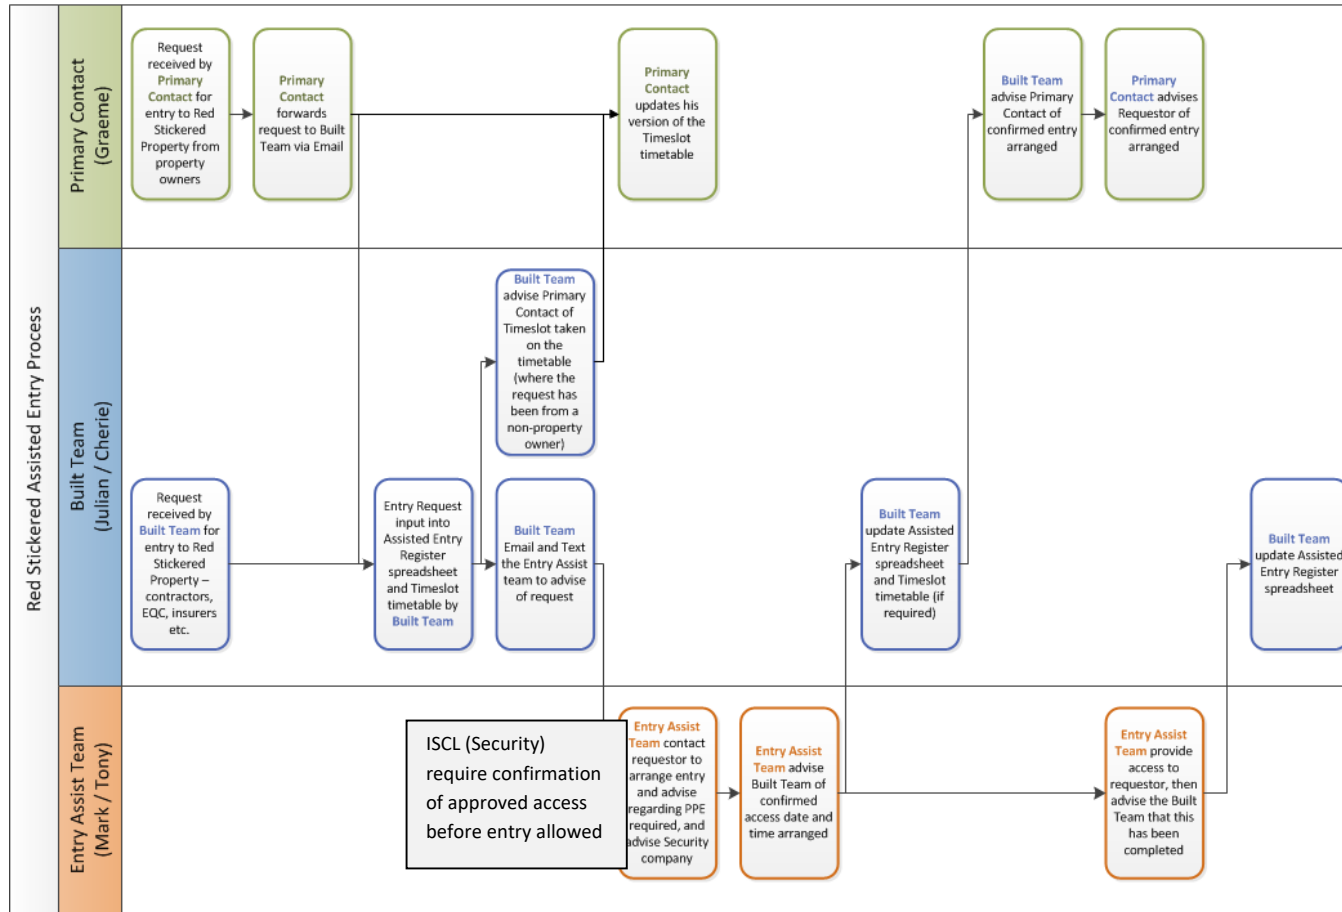 Red Stickered Assisted Entry Process
Primary Contact
(Graeme)
Request
received by
Primary
Contact for
entry to Red
Stickered
Property from
property
owners
Primary
Contact
forwards
request to Built
Team via Email
Primary
Contact
updates his
version of the
Timeslot
timetable
Built Team
advise Primary
Contact of
confirmed entry
arranged
Primary
Contact advises
Requestor of
confirmed entry
arranged
Built Team
(Julian / Cherie)
Built Team
advise Primary
Contact of
Timeslot taken
on the
timetable
(where the
request has
been from a
non-property
owner)
Request
received by
Built Team for
entry to Red
Stickered
Property –
contractors,
EQC, insurers
etc.
Entry Request
input into
Assisted Entry
Register
spreadsheet
and Timeslot
timetable by
Built Team
Built Team
Email and Text
the Entry Assist
team to advise
of request
Built Team
update Assisted
Entry Register
spreadsheet
and Timeslot
timetable (if
required)
Built Team
update Assisted
Entry Register
spreadsheet
Entry Assist Team
(Mark / Tony)
ISCL (Security)
require confirmation
of approved access
before entry allowed
Entry Assist
Team contact
requestor to
arrange entry
and advise
regarding PPE
required, and
advise Security
company
Entry Assist
Team advise
Built Team of
confirmed
access date and
time arranged
Entry Assist
Team provide
access to
requestor, then
advise the Built
Team that this
has been
completed